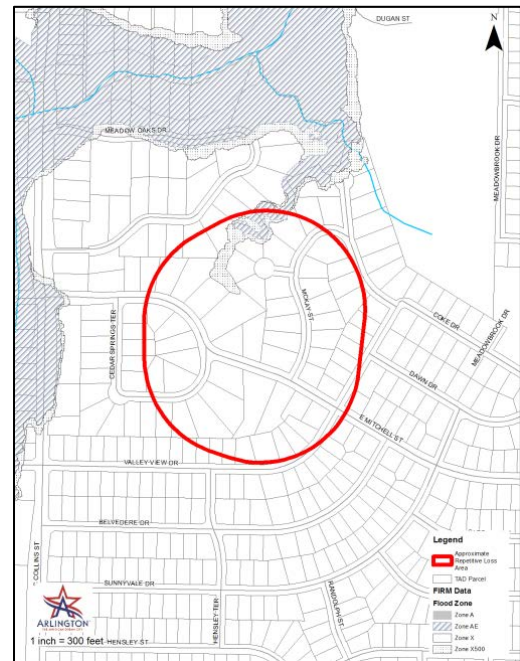 DUGAN ST
N
MEADOW OAKS DR
MEADOWBROOK DR
MCKAY ST
CEDAR SPRINGS TER
COKE DR
MEADOWBROOK DR
DAWN DR
E MITCHELL ST
VALLEY VIEW DR
BELVEDERE DR
COLLINS ST
SUNNYVALE DR
HENSLEY TER
RANDOLPH ST
HENSLEY ST
ARLINGTON
1 inch = 300 feet
Legend
Approximate
Repetitive Loss
Area
TAD Parcel
FIRM Data
Flood Zone
Zone A
Zone AE
Zone X
Zone X500